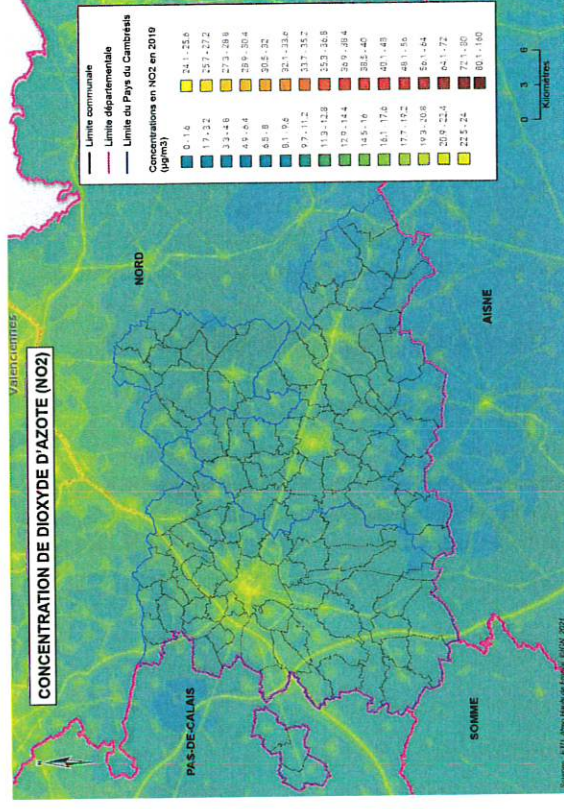 CONCENTRATION DE DIOXYDE D'AZOTE (NO2)
Valenciennes
NORD
PAS-DE-CALAIS
SOMME
AISNE
Limite communale
Limite départementale
Limite du Pays du Cambrésis
Concentrations en NO2 en 2019
(µg/m3)
0 - 1.6
1.7 - 3.2
3.3 - 4.8
4.9 - 6.4
6.5 - 8
8.1 - 9.6
9.7 - 11.2
11.3 - 12.8
12.9 - 14.4
14.5 - 16
16.1 - 17.6
17.7 - 19.2
19.3 - 20.8
20.9 - 22.4
22.5 - 24
24.1 - 25.6
25.7 - 27.2
27.3 - 28.8
28.9 - 30.4
30.5 - 32
32.1 - 33.6
33.7 - 35.2
35.3 - 36.8
36.9 - 38.4
38.5 - 40
40.1 - 48
48.1 - 56
56.1 - 64
64.1 - 72
72.1 - 80
80.1 - 160
0 3 6
Kilomètres